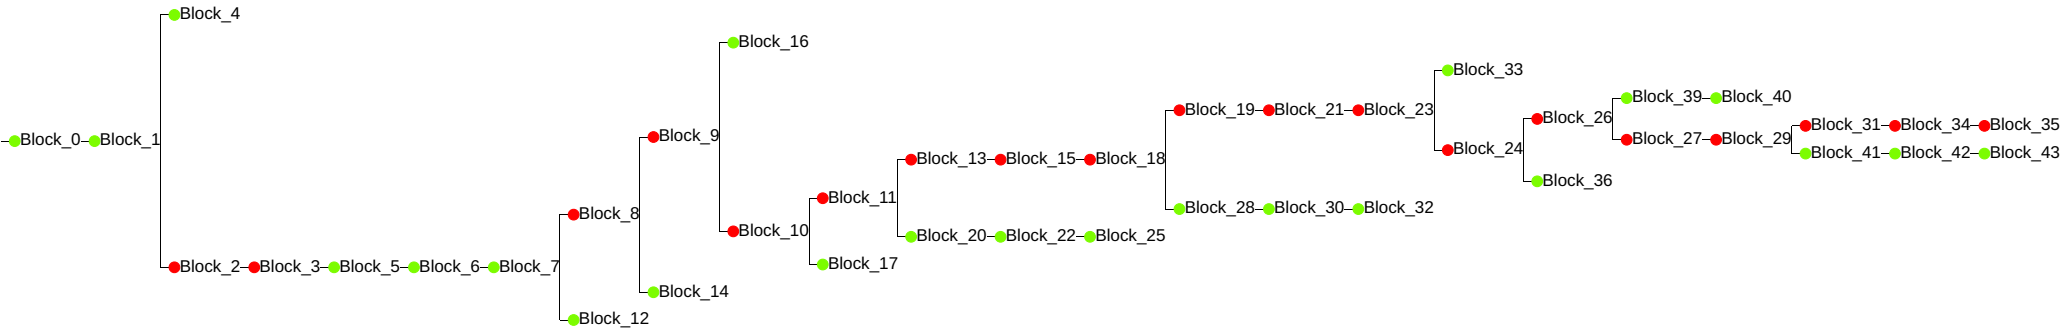 Block_4
Block_16
Block_33
Block_39 Block_40
Block_19 Block_21 Block_23
Block_26
Block_31 Block_34 Block_35
Block_0 Block_1
Block_9
Block_27 Block_29
Block_24
Block_41 Block_42 Block_43
Block_13 Block_15 Block_18
Block_36
Block_11
Block_28 Block_30 Block_32
Block_8
Block_10
Block_20 Block_22 Block_25
Block_17
Block_2 Block_3 Block_5 Block_6 Block_7
Block_14
Block_12